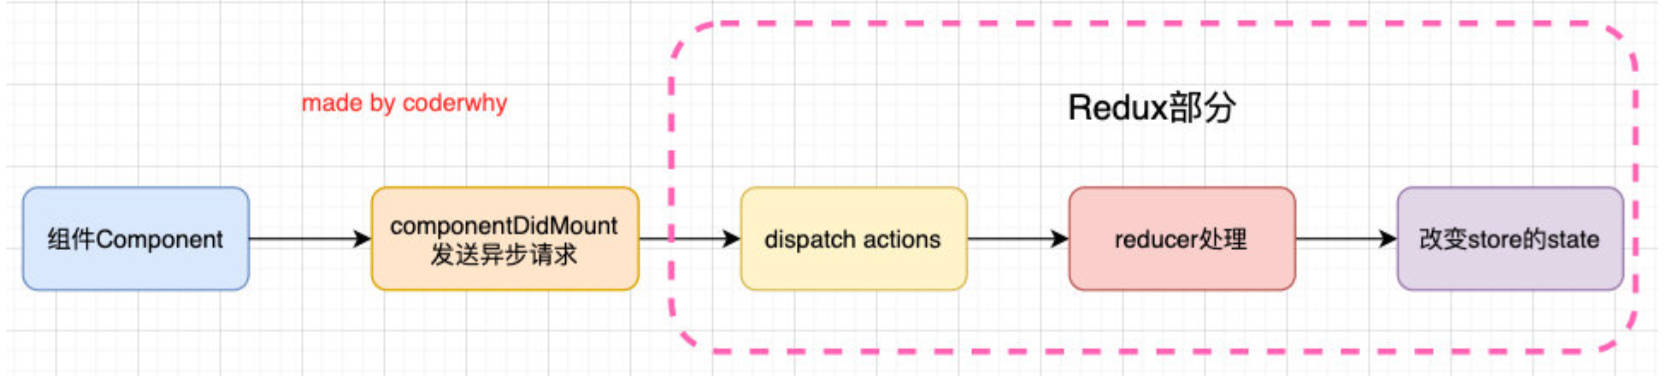 made by coderwhy
Redux部分
组件Component
componentDidMount
发送异步请求
dispatch actions
reducer处理
改变store的state